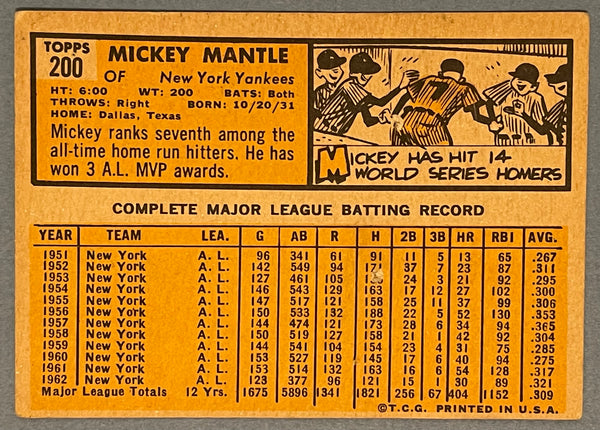 TOPPS
200
MICKEY MANTLE
OF New York Yankees
HT: 6:00 WT: 200 BATS: Both
THROWS: Right BORN: 10/20/31
HOME: Dallas, Texas
Mickey ranks seventh among the
all-time home run hitters. He has
won 3 A.L. MVP awards.
7
MICKEY HAS HIT 14
WORLD SERIES HOMERS
COMPLETE MAJOR LEAGUE BATTING RECORD
YEAR TEAM LEA. G AB R H 2B 3B HR RBI AVG.
1951 New York A.L. 96 341 61 91 11 5 13 65 .267
1952 New York A.L. 142 549 94 171 37 7 23 87 .311
1953 New York A.L. 127 461 105 24 3 21 92 .295
1954 New York A.L. 146 543 129 163 17 12 27 102 .300
1955 New York A.L. 147 517 121 158 25 11 37 99 .306
1956 New York A.L. 150 533 132 188 22 5 52 130 .353
1957 New York A.L. 144 474 121 173 28 6 34 94 .365
1958 New York A.L. 150 519 127 158 21 1 42 97 .304
1959 New York A.L. 144 541 104 154 23 4 31 75 .285
1960 New York A.L. 153 527 119 145 17 6 40 94 .275
1961 New York A.L. 153 514 132 163 16 6 54 128 .317
1962 New York A.L. 123 377 96 121 15 1 30 89 .321
Major League Totals 12 Yrs. 1675 5896 1341 1821 256 67 404 1152 .309
©T.C.G. PRINTED IN U.S.A.